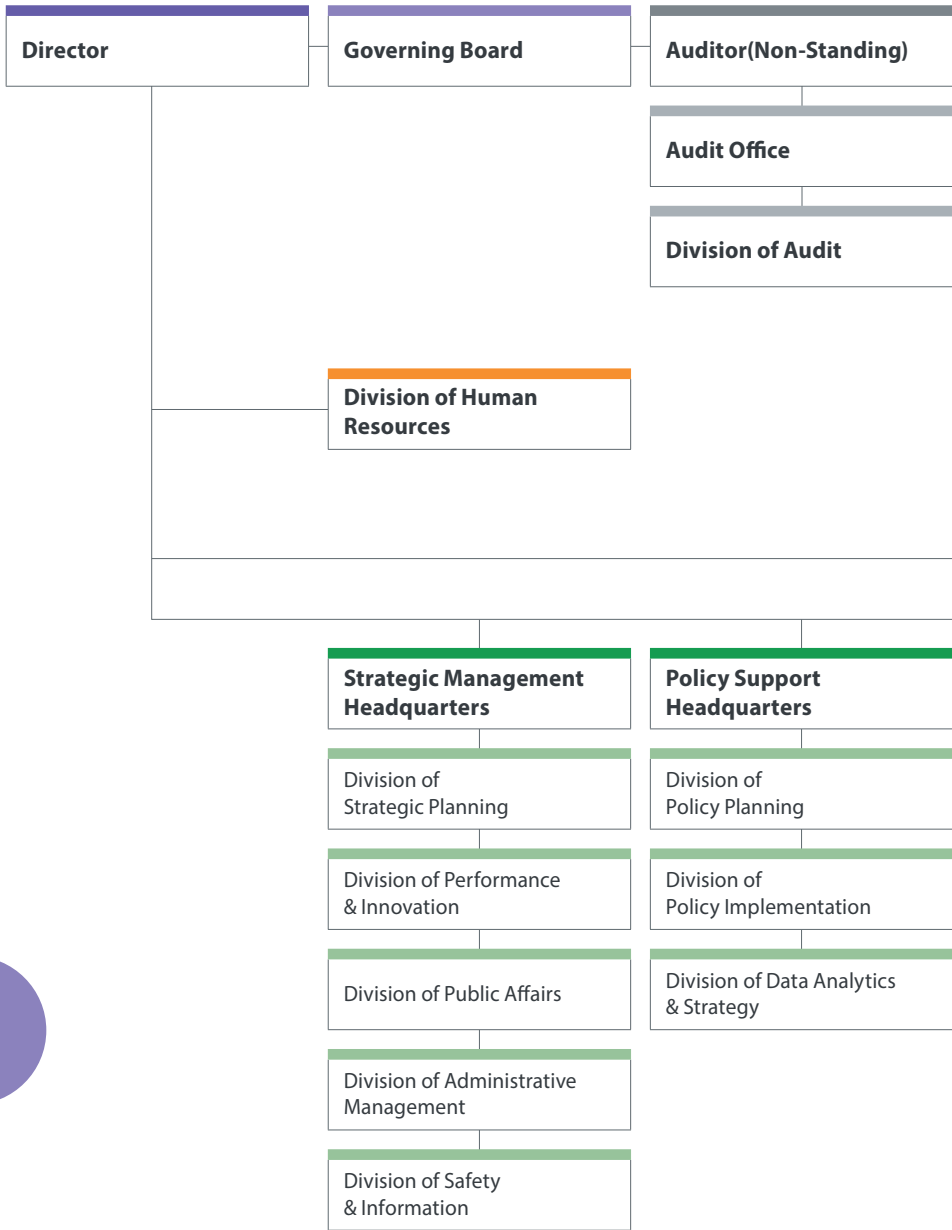 Director
Governing Board
Auditor(Non-Standing)
Audit Office
Division of Audit
Division of Human
Resources
Strategic Management
Headquarters
Division of
Strategic Planning
Division of Performance
& Innovation
Division of Public Affairs
Division of Administrative
Management
Division of Safety
& Information
Policy Support
Headquarters
Division of
Policy Planning
Division of
Policy Implementation
Division of Data Analytics
& Strategy